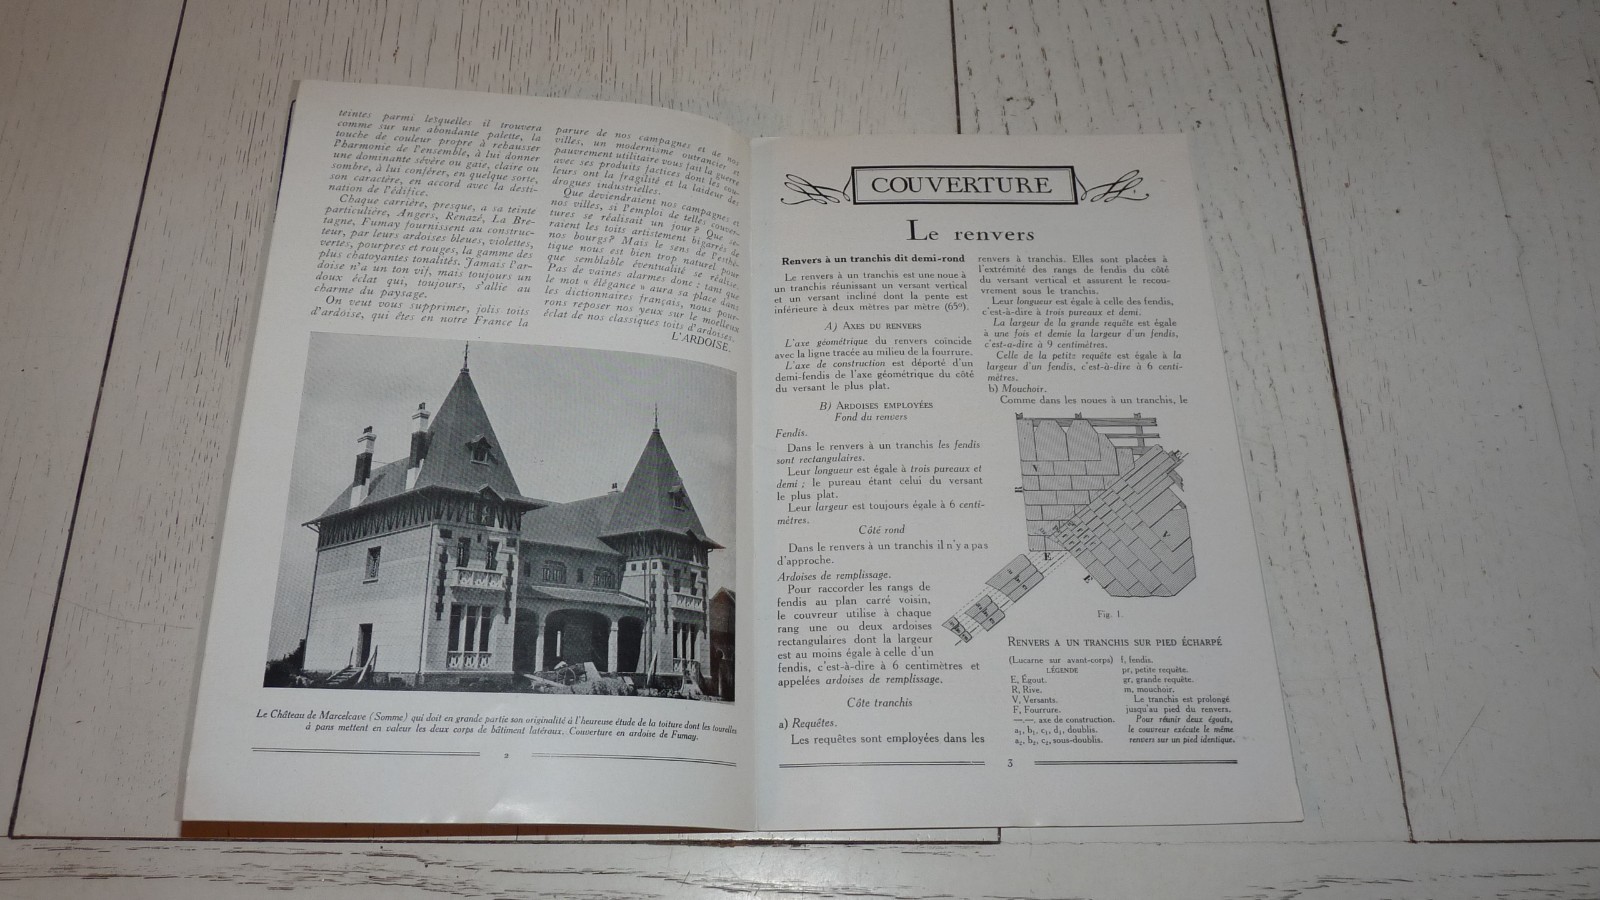 teintes parmi lesquelles il trouvera
comme sur une abondante palette, la
touche de couleur propre à rehausser
l'harmonie de l'ensemble, à lui donner
une dominante sévère ou gaie, claire ou
sombre, à lui conférer, en quelque sorte,
son caractère, en accord avec la desti-
nation de l'édifice.
Chaque carrière, presque, a sa teinte
particulière, Angers, Renazé, La Bre-
tagne, Fumay fournissent au construc-
teur, par leurs ardoises bleues, violettes,
vertes, pourpres et rouges, la gamme des
plus chatoyantes tonalités. Jamais l'ar-
doise n'a un ton vif, mais toujours un
doux éclat qui, toujours, s'allie au
charme du paysage.
On veut vous supprimer, jolis toits
d'ardoise, qui êtes en notre France la
parure de nos campagnes et de nos
villes, un modernisme outrancier et
pauvrement utilitaire vous fait la guerre
avec ses produits factices dont les cou-
leurs ont la fragilité et la laideur des
drogues industrielles.
Que deviendraient nos campagnes et
nos villes, si l'emploi de telles couver-
tures se réalisait un jour ? Que se-
raient les toits artistement bigarrés de
nos bourgs ? Mais le sens de l'esthé-
tique nous est bien trop naturel pour
que semblable éventualité se réalise.
Pas de vaines alarmes donc : tant que
le mot « élégance » aura sa place dans
les dictionnaires français, nous pour-
rons reposer nos yeux sur le moelleux
éclat de nos classiques toits d'ardoises.
L'ARDOISE.
Le Château de Marcelcave (Somme) qui doit en grande partie son originalité à l'heureuse étude de la toiture dont les tourelles
à pans mettent en valeur les deux corps de bâtiment latéraux. Couverture en ardoise de Fumay.
2
COUVERTURE
Le renvers
Renvers à un tranchis dit demi-rond
Le renvers à un tranchis est une noue à
un tranchis réunissant un versant vertical
et un versant incliné dont la pente est
inférieure à deux mètres par mètre (65°).
A) AXES DU RENVERS
L'axe géométrique du renvers coïncide
avec la ligne tracée au milieu de la fourrure.
L'axe de construction est déporté d'un
demi-fendis de l'axe géométrique du côté
du versant le plus plat.
B) ARDOISES EMPLOYÉES
Fond du renvers
Fendis.
Dans le renvers à un tranchis les fendis
sont rectangulaires.
Leur longueur est égale à trois pureaux et
demi ; le pureau étant celui du versant
le plus plat.
Leur largeur est toujours égale à 6 centi-
mètres.
Côté rond
Dans le renvers à un tranchis il n'y a pas
d'approche.
Ardoises de remplissage.
Pour raccorder les rangs de
fendis au plan carré voisin,
le couvreur utilise à chaque
rang une ou deux ardoises
rectangulaires dont la largeur
est au moins égale à celle d'un
fendis, c'est-à-dire à 6 centimètres et
appelées ardoises de remplissage.
Côte tranchis
a) Requêtes.
Les requêtes sont employées dans les
renvers à tranchis. Elles sont placées à
l'extrémité des rangs de fendis du côté
du versant vertical et assurent le recou-
vrement sous le tranchis.
Leur longueur est égale à celle des fendis,
c'est-à-dire à trois pureaux et demi.
La largeur de la grande requête est égale
à une fois et demie la largeur d'un fendis,
c'est-a-dire à 9 centimètres.
Celle de la petite requête est égale à la
largeur d'un fendis, c'est-à-dire à 6 centi-
mètres.
b) Mouchoir.
Comme dans les noues à un tranchis, le
V
V
E
E
Fig. 1.
RENVERS A UN TRANCHIS SUR PIED ÉCHARPÉ
(Lucarne sur avant-corps)
LÉGENDE
E, Égout.
R, Rive.
V, Versants.
F, Fourrure.
—.—. axe de construction.
a₁, b₁, c₁, d₁, doublis.
a₂, b₂, c₂, sous-doublis.
f, fendis.
pr, petite requête.
gr, grande requête.
m, mouchoir.
Le tranchis est prolongé
jusqu'au pied du renvers.
Pour réunir deux égouts,
le couvreur exécute le même
renvers sur un pied identique.
3